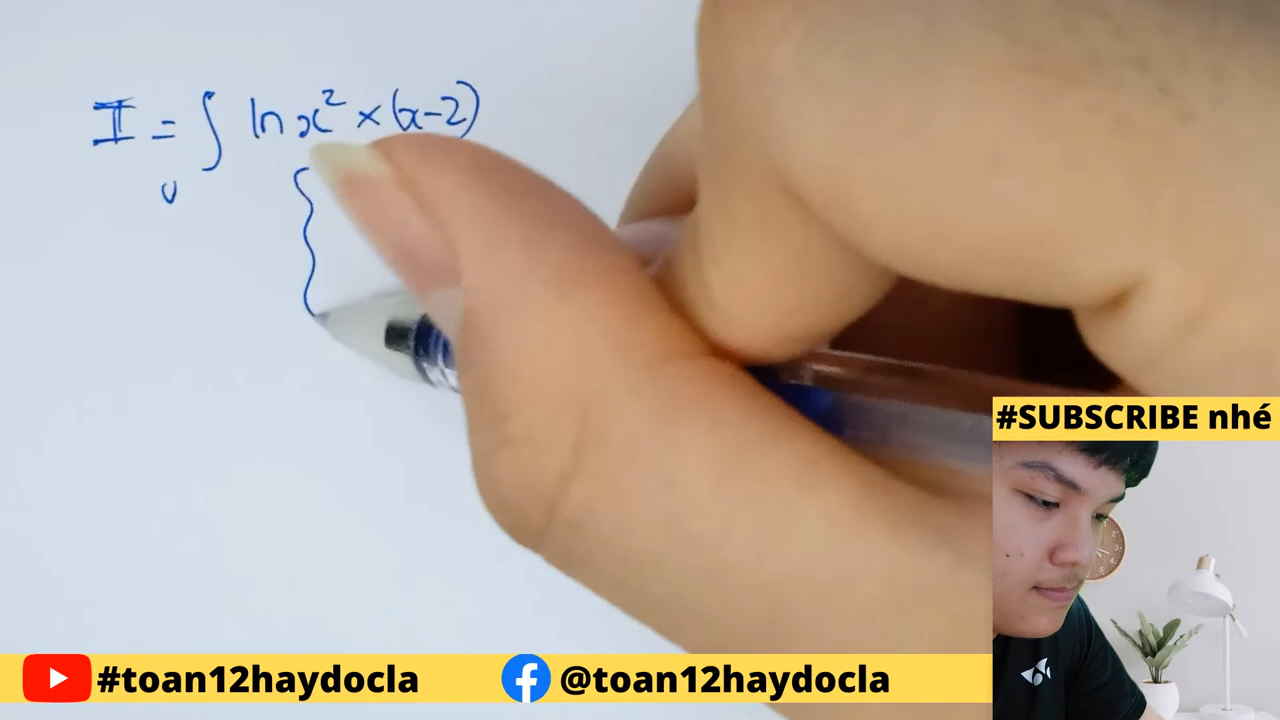 I = ∫ ln x² × (x-2)
υ
#SUBSCRIBE nhé
#toan12haydocla
@toan12haydocla